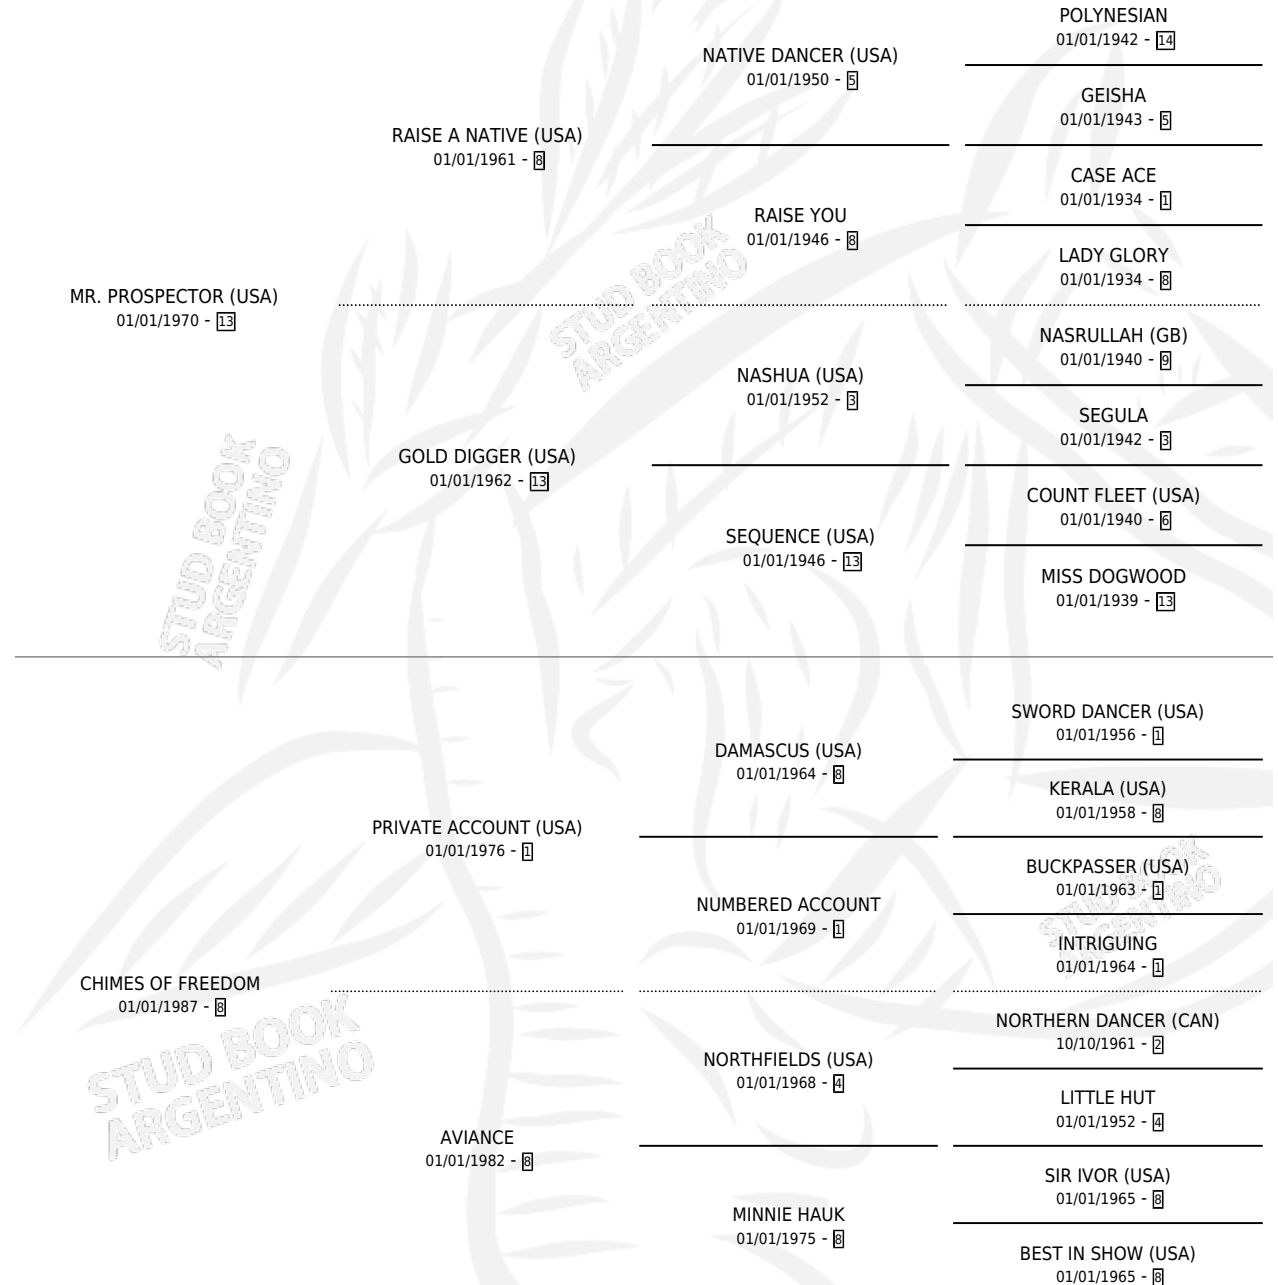 POLYNESIAN
01/01/1942 - 14
NATIVE DANCER (USA)
01/01/1950 - 5
GEISHA
01/01/1943 - 5
RAISE A NATIVE (USA)
01/01/1961 - 8
CASE ACE
01/01/1934 - 1
RAISE YOU
01/01/1946 - 8
LADY GLORY
01/01/1934 - 8
MR. PROSPECTOR (USA)
01/01/1970 - 13
STUD BOOK
ARGENTINO
NASRULLAH (GB)
01/01/1940 - 9
NASHUA (USA)
01/01/1952 - 3
SEGULA
01/01/1942 - 3
GOLD DIGGER (USA)
01/01/1962 - 13
COUNT FLEET (USA)
01/01/1940 - 6
SEQUENCE (USA)
01/01/1946 - 13
MISS DOGWOOD
01/01/1939 - 13
STUD BOOK
ARGENTINO
SWORD DANCER (USA)
01/01/1956 - 1
DAMASCUS (USA)
01/01/1964 - 8
KERALA (USA)
01/01/1958 - 8
PRIVATE ACCOUNT (USA)
01/01/1976 - 1
BUCKPASSER (USA)
01/01/1963 - 1
NUMBERED ACCOUNT
01/01/1969 - 1
STUD BOOK
ARGENTINO
INTRIGUING
01/01/1964 - 1
CHIMES OF FREEDOM
01/01/1987 - 8
STUD BOOK
ARGENTINO
NORTHERN DANCER (CAN)
10/10/1961 - 2
NORTHFIELDS (USA)
01/01/1968 - 4
LITTLE HUT
01/01/1952 - 4
AVIANCE
01/01/1982 - 8
SIR IVOR (USA)
01/01/1965 - 8
MINNIE HAUK
01/01/1975 - 8
BEST IN SHOW (USA)
01/01/1965 - 8